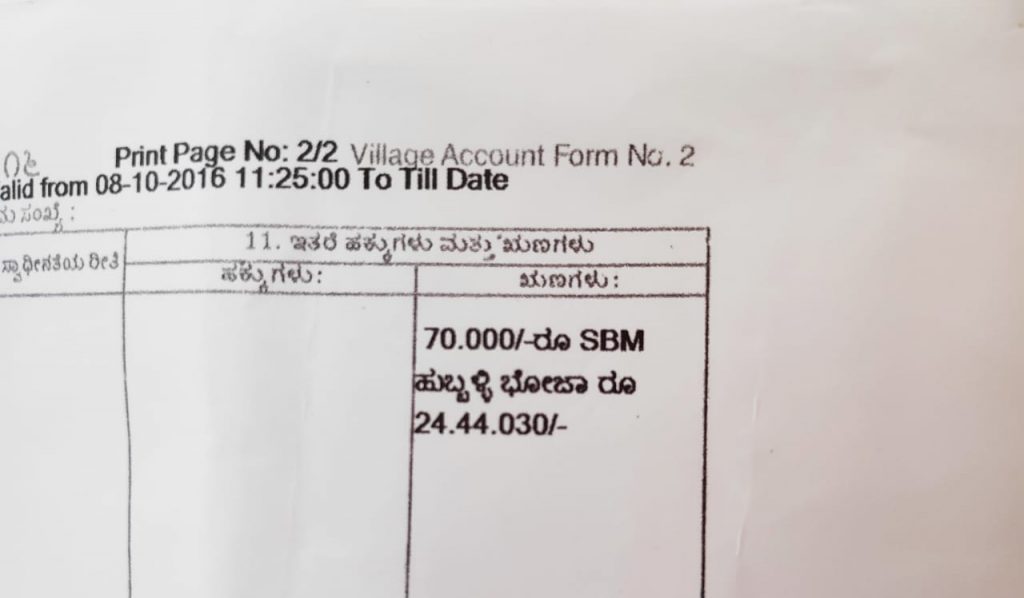 Print Page No: 2/2 Village Account Form No. 2
alid from 08-10-2016 11:25:00 To Till Date
ಸಂಖ್ಯೆ :
11. ಇತರೆ ಹಕ್ಕುಗಳು ಮತ್ತು ಋಣಗಳು
ಸ್ವಾಧೀನತೆಯ ರೀತಿ
ಹಕ್ಕುಗಳು: ಋಣಗಳು:
70.000/-ರೂ SBM
ಹುಬ್ಬಳ್ಳಿ ಭೋಜಾ ರೂ
24.44.030/-